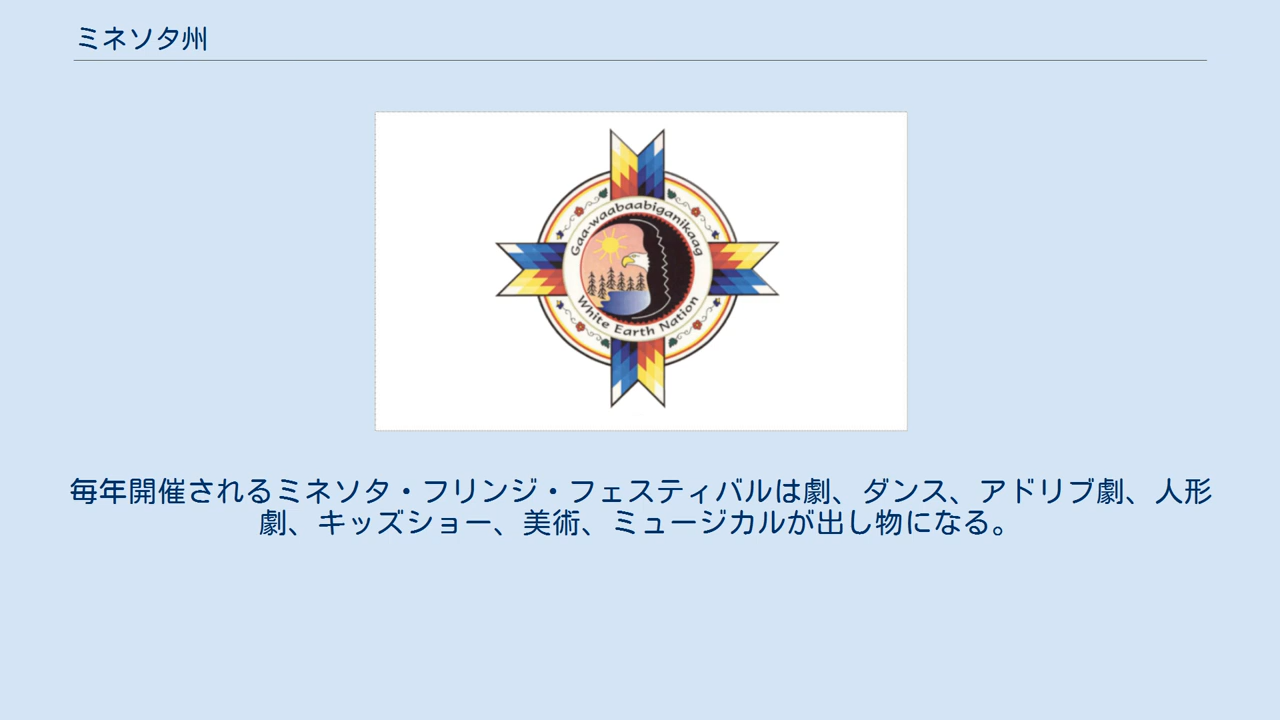 ミネソタ州
Gaa-waabaabiganikaag
White Earth Nation
毎年開催されるミネソタ・フリンジ・フェスティバルは劇、ダンス、アドリブ劇、人形
劇、キッズショー、美術、ミュージカルが出し物になる。